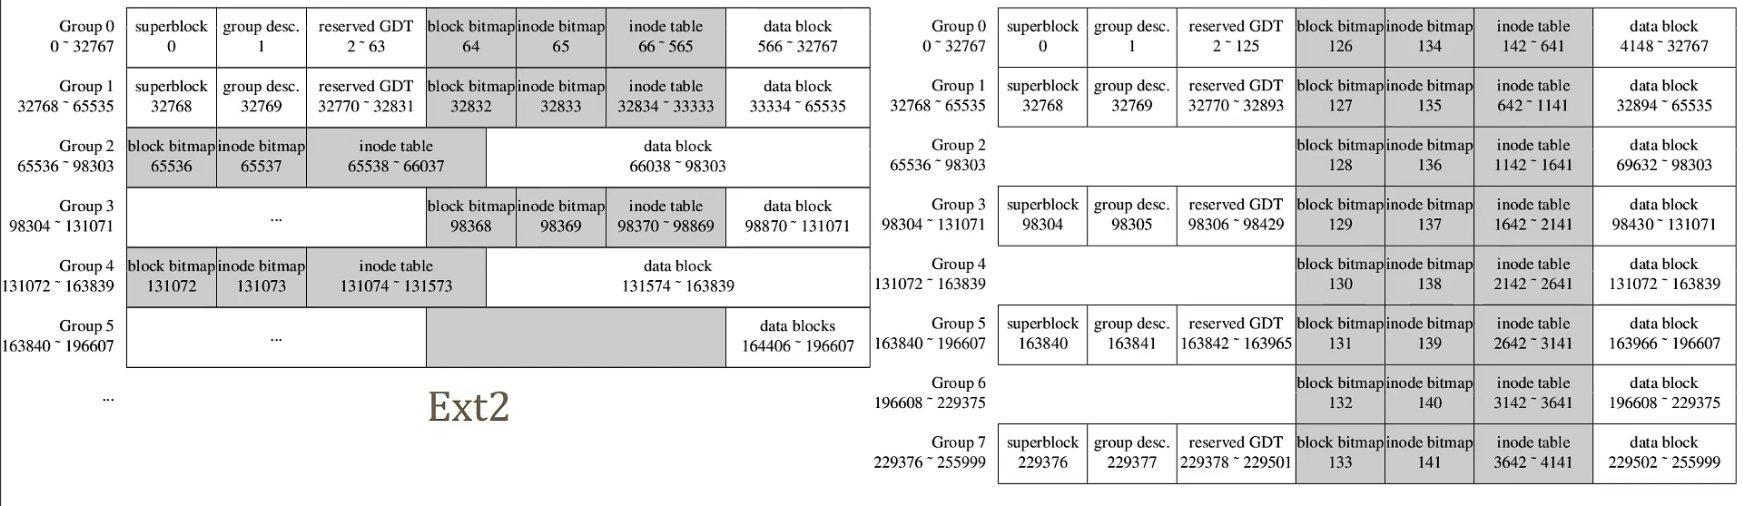 Group 0 superblock group desc. reserved GDT block bitmap inode bitmap inode table data block
0 ~ 32767 0 1 2 ~ 63 64 65 66 ~ 565 566 ~ 32767
Group 1 superblock group desc. reserved GDT block bitmap inode bitmap inode table data block
32768 ~ 65535 32768 32769 32770 ~ 32831 32832 32833 32834 ~ 33333 33334 ~ 65535
Group 2 block bitmap inode bitmap inode table data block
65536 ~ 98303 65536 65537 65538 ~ 66037 66038 ~ 98303
Group 3 ... block bitmap inode bitmap inode table data block
98304 ~ 131071 98368 98369 98370 ~ 98869 98870 ~ 131071
Group 4 block bitmap inode bitmap inode table data block
131072 ~ 163839 131072 131073 131074 ~ 131573 131574 ~ 163839
Group 5 ... data blocks
163840 ~ 196607 164406 ~ 196607
...
Ext2
Group 0 superblock group desc. reserved GDT block bitmap inode bitmap inode table data block
0 ~ 32767 0 1 2 ~ 125 126 134 142 ~ 641 4148 ~ 32767
Group 1 superblock group desc. reserved GDT block bitmap inode bitmap inode table data block
32768 ~ 65535 32768 32769 32770 ~ 32893 127 135 642 ~ 1141 32894 ~ 65535
Group 2 block bitmap inode bitmap inode table data block
65536 ~ 98303 128 136 1142 ~ 1641 69632 ~ 98303
Group 3 superblock group desc. reserved GDT block bitmap inode bitmap inode table data block
98304 ~ 131071 98304 98305 98306 ~ 98429 129 137 1642 ~ 2141 98430 ~ 131071
Group 4 block bitmap inode bitmap inode table data block
131072 ~ 163839 130 138 2142 ~ 2641 131072 ~ 163839
Group 5 superblock group desc. reserved GDT block bitmap inode bitmap inode table data block
163840 ~ 196607 163840 163841 163842 ~ 163965 131 139 2642 ~ 3141 163966 ~ 196607
Group 6 block bitmap inode bitmap inode table data block
196608 ~ 229375 132 140 3142 ~ 3641 196608 ~ 229375
Group 7 superblock group desc. reserved GDT block bitmap inode bitmap inode table data block
229376 ~ 255999 229376 229377 229378 ~ 229501 133 141 3642 ~ 4141 229502 ~ 255999